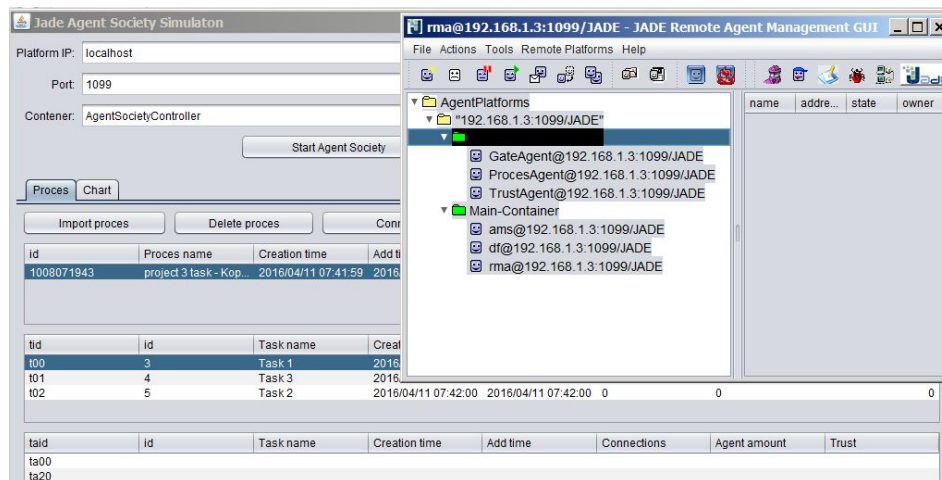 Jade Agent Society Simulaton
Platform IP: localhost
Port: 1099
Contener: AgentSocietyController
Start Agent Society
Proces Chart
Import proces Delete proces
id Proces name Creation time
1008071943 project 3 task - Kop... 2016/04/11 07:41:59
tid id Task name
t00 3 Task 1
t01 4 Task 3
t02 5 Task 2 2016/04/11 07:42:00 2016/04/11 07:42:00 0 0 0
taid id Task name Creation time Add time Connections Agent amount Trust
ta00
ta20
rma@192.168.1.3:1099/JADE - JADE Remote Agent Management GUI
File Actions Tools Remote Platforms Help
AgentPlatforms
"192.168.1.3:1099/JADE"
GateAgent@192.168.1.3:1099/JADE
ProcesAgent@192.168.1.3:1099/JADE
TrustAgent@192.168.1.3:1099/JADE
Main-Container
ams@192.168.1.3:1099/JADE
df@192.168.1.3:1099/JADE
rma@192.168.1.3:1099/JADE
name addre... state owner